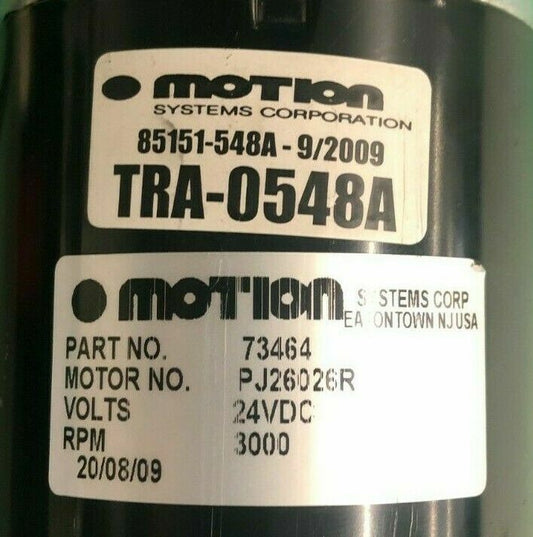 MOTION
SYSTEMS CORPORATION
85151-548A - 9/2009
TRA-0548A
MOTION SYSTEMS CORP
EATONTOWN NJ USA
PART NO. 73464
MOTOR NO. PJ26026R
VOLTS 24VDC
RPM 3000
20/08/09